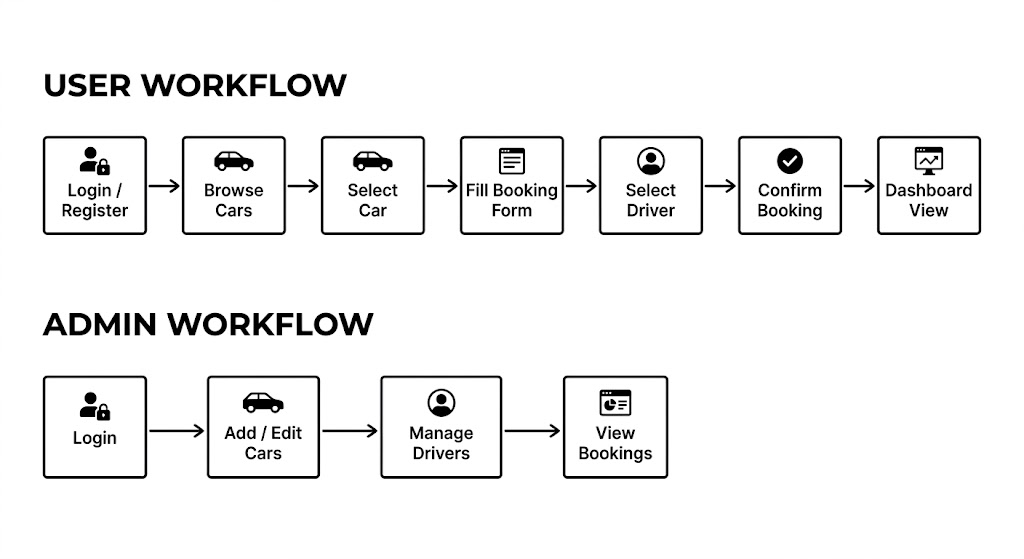 USER WORKFLOW
Login /
Register
Browse
Cars
Select
Car
Fill Booking
Form
Select
Driver
Confirm
Booking
Dashboard
View
ADMIN WORKFLOW
Login
Add / Edit
Cars
Manage
Drivers
View
Bookings